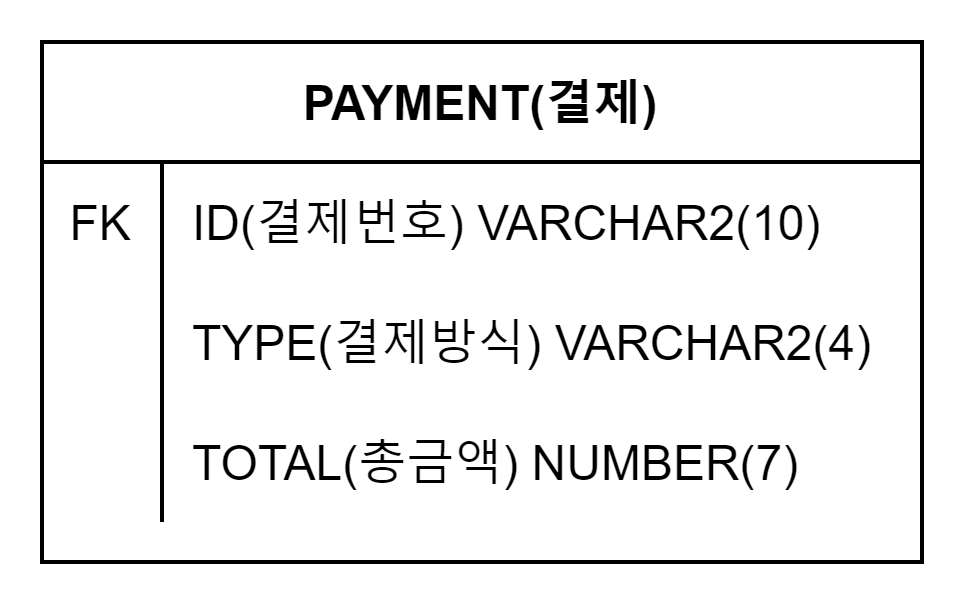 PAYMENT(결제)
FK ID(결제번호) VARCHAR2(10)
TYPE(결제방식) VARCHAR2(4)
TOTAL(총금액) NUMBER(7)